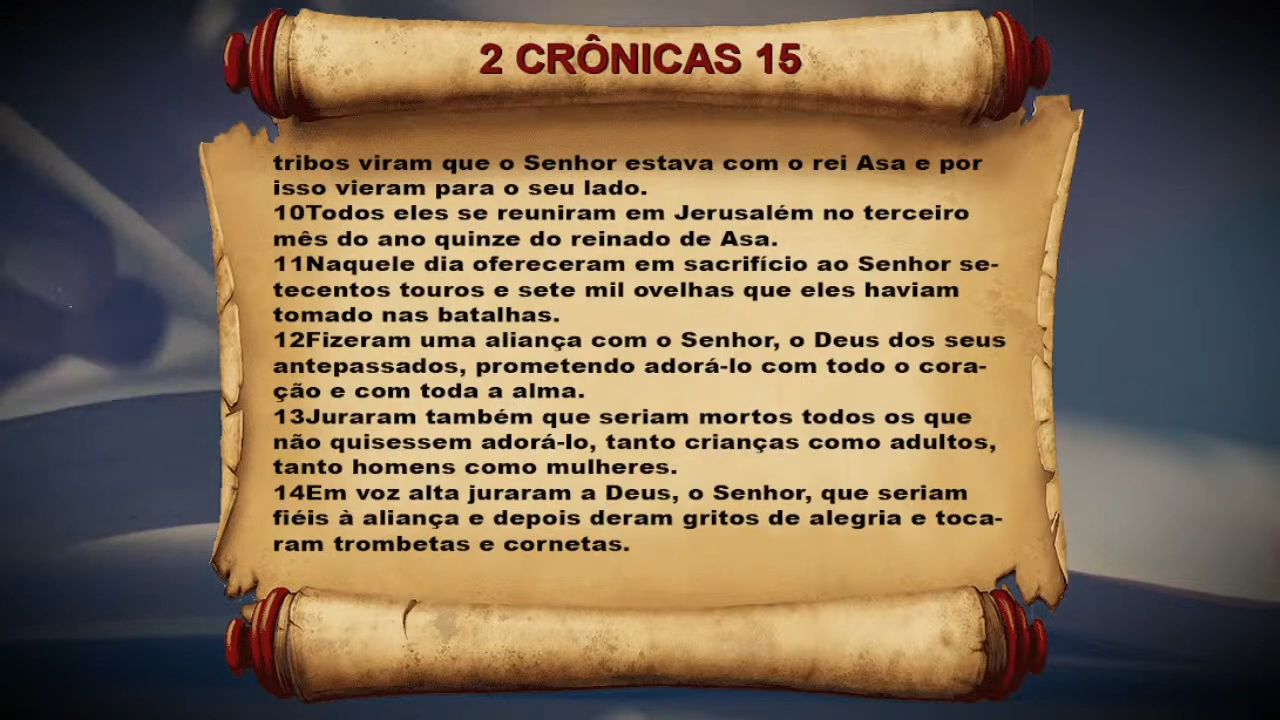 2 CRÔNICAS 15
tribos viram que o Senhor estava com o rei Asa e por
isso vieram para o seu lado.
10Todos eles se reuniram em Jerusalém no terceiro
mês do ano quinze do reinado de Asa.
11Naquele dia ofereceram em sacrifício ao Senhor se-
tecentos touros e sete mil ovelhas que eles haviam
tomado nas batalhas.
12Fizeram uma aliança com o Senhor, o Deus dos seus
antepassados, prometendo adorá-lo com todo o cora-
ção e com toda a alma.
13Juraram também que seriam mortos todos os que
não quisessem adorá-lo, tanto crianças como adultos,
tanto homens como mulheres.
14Em voz alta juraram a Deus, o Senhor, que seriam
fiéis à aliança e depois deram gritos de alegria e toca-
ram trombetas e cornetas.